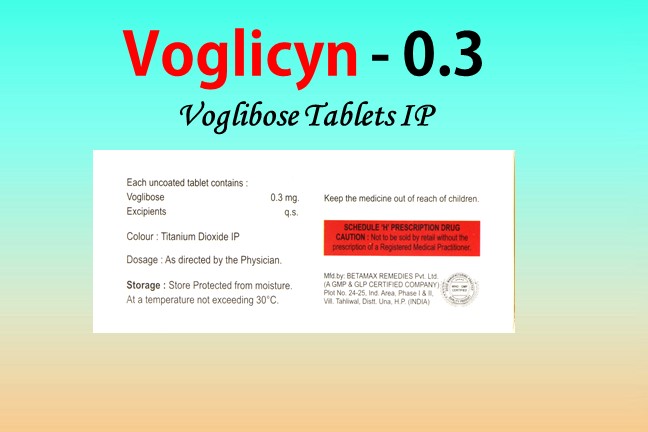 Voglicyn - 0.3
Voglibose Tablets IP
Each uncoated tablet contains :
Voglibose 0.3 mg.
Excipients q.s.
Colour : Titanium Dioxide IP
Dosage : As directed by the Physician.
Storage : Store Protected from moisture.
At a temperature not exceeding 30°C.
Keep the medicine out of reach of children.
SCHEDULE 'H' PRESCRIPTION DRUG
CAUTION : Not to be sold by retail without the
prescription of a Registered Medical Practitioner.
Mfd.by: BETAMAX REMEDIES Pvt. Ltd.
(A GMP & GLP CERTIFIED COMPANY)
Plot No. 24-25, Ind. Area, Phase I & II,
Vill. Tahliwal, Distt. Una, H.P. (INDIA)